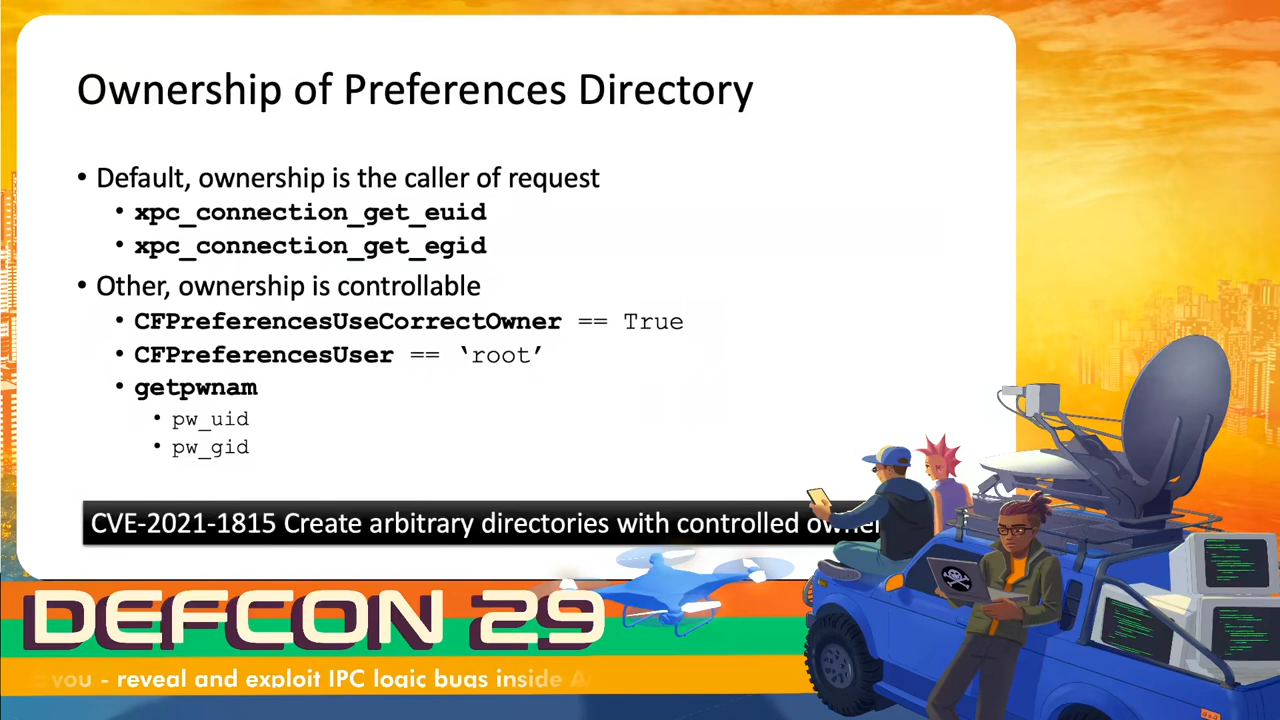 Ownership of Preferences Directory
• Default, ownership is the caller of request
• xpc_connection_get_euid
• xpc_connection_get_egid
• Other, ownership is controllable
• CFPreferencesUseCorrectOwner == True
• CFPreferencesUser == ‘root’
• getpwnam
• pw_uid
• pw_gid
CVE-2021-1815 Create arbitrary directories with controlled owner
DEFCON 29
you - reveal and exploit IPC logic bugs inside